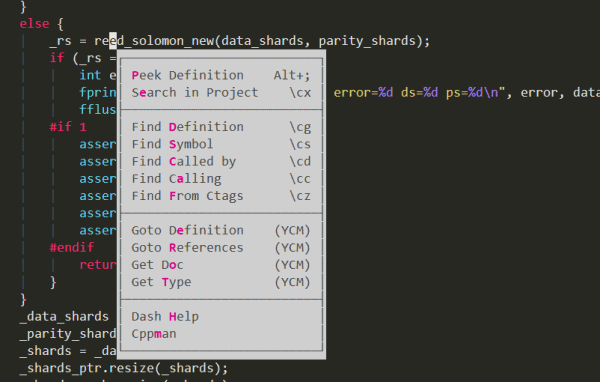 }
else {
_rs = reed_solomon_new(data_shards, parity_shards);
if (_rs =
int e
fprin
error=%d ds=%d ps=%d\n", error, data
fflus
#if 1
asser
asser
asser
asser
asser
asser
#endif
retur
}
}
_data_shards
_parity_shard
_shards = _da
_shards_ptr.resize(_shards);
Peek Definition Alt+;
Search in Project \cx
Find Definition \cg
Find Symbol \cs
Find Called by \cd
Find Calling \cc
Find From Ctags \cz
Goto Definition (YCM)
Goto References (YCM)
Get Doc (YCM)
Get Type (YCM)
Dash Help
Cppman